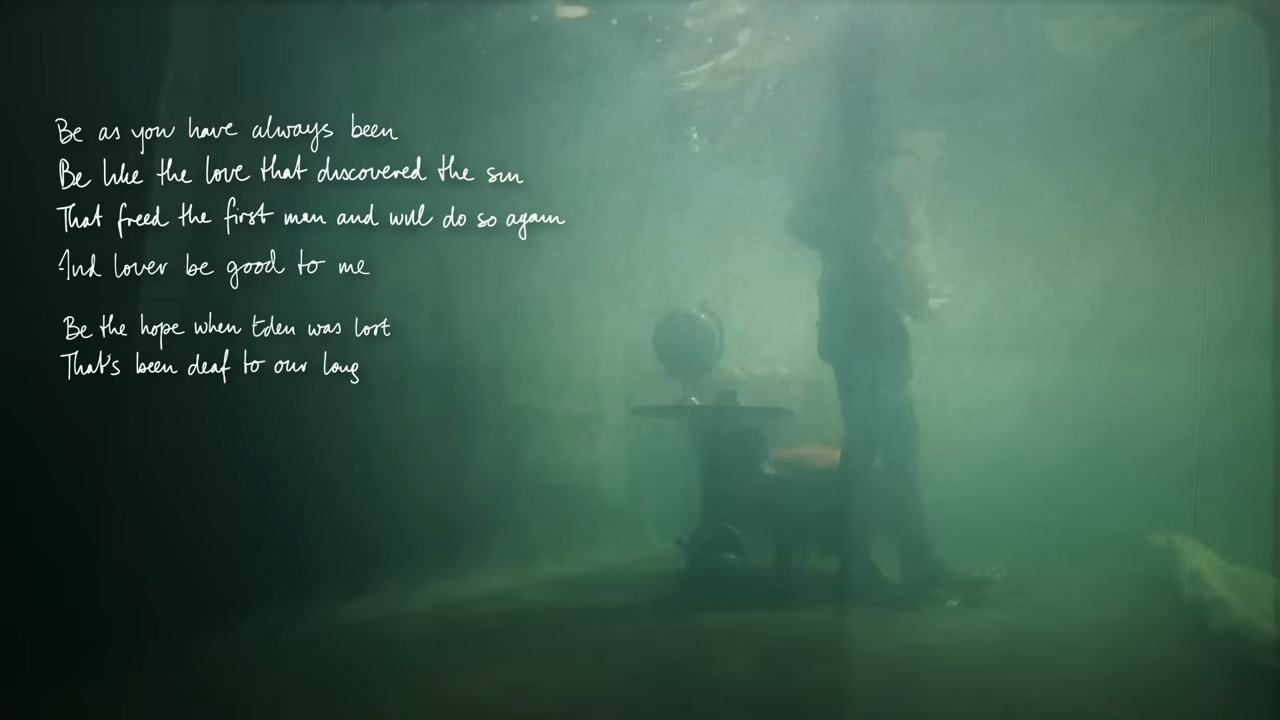 Be as you have always been
Be like the love that discovered the sun
That freed the first man and will do so again
And lover be good to me
Be the hope when Eden was lost
That's been deaf to our laug